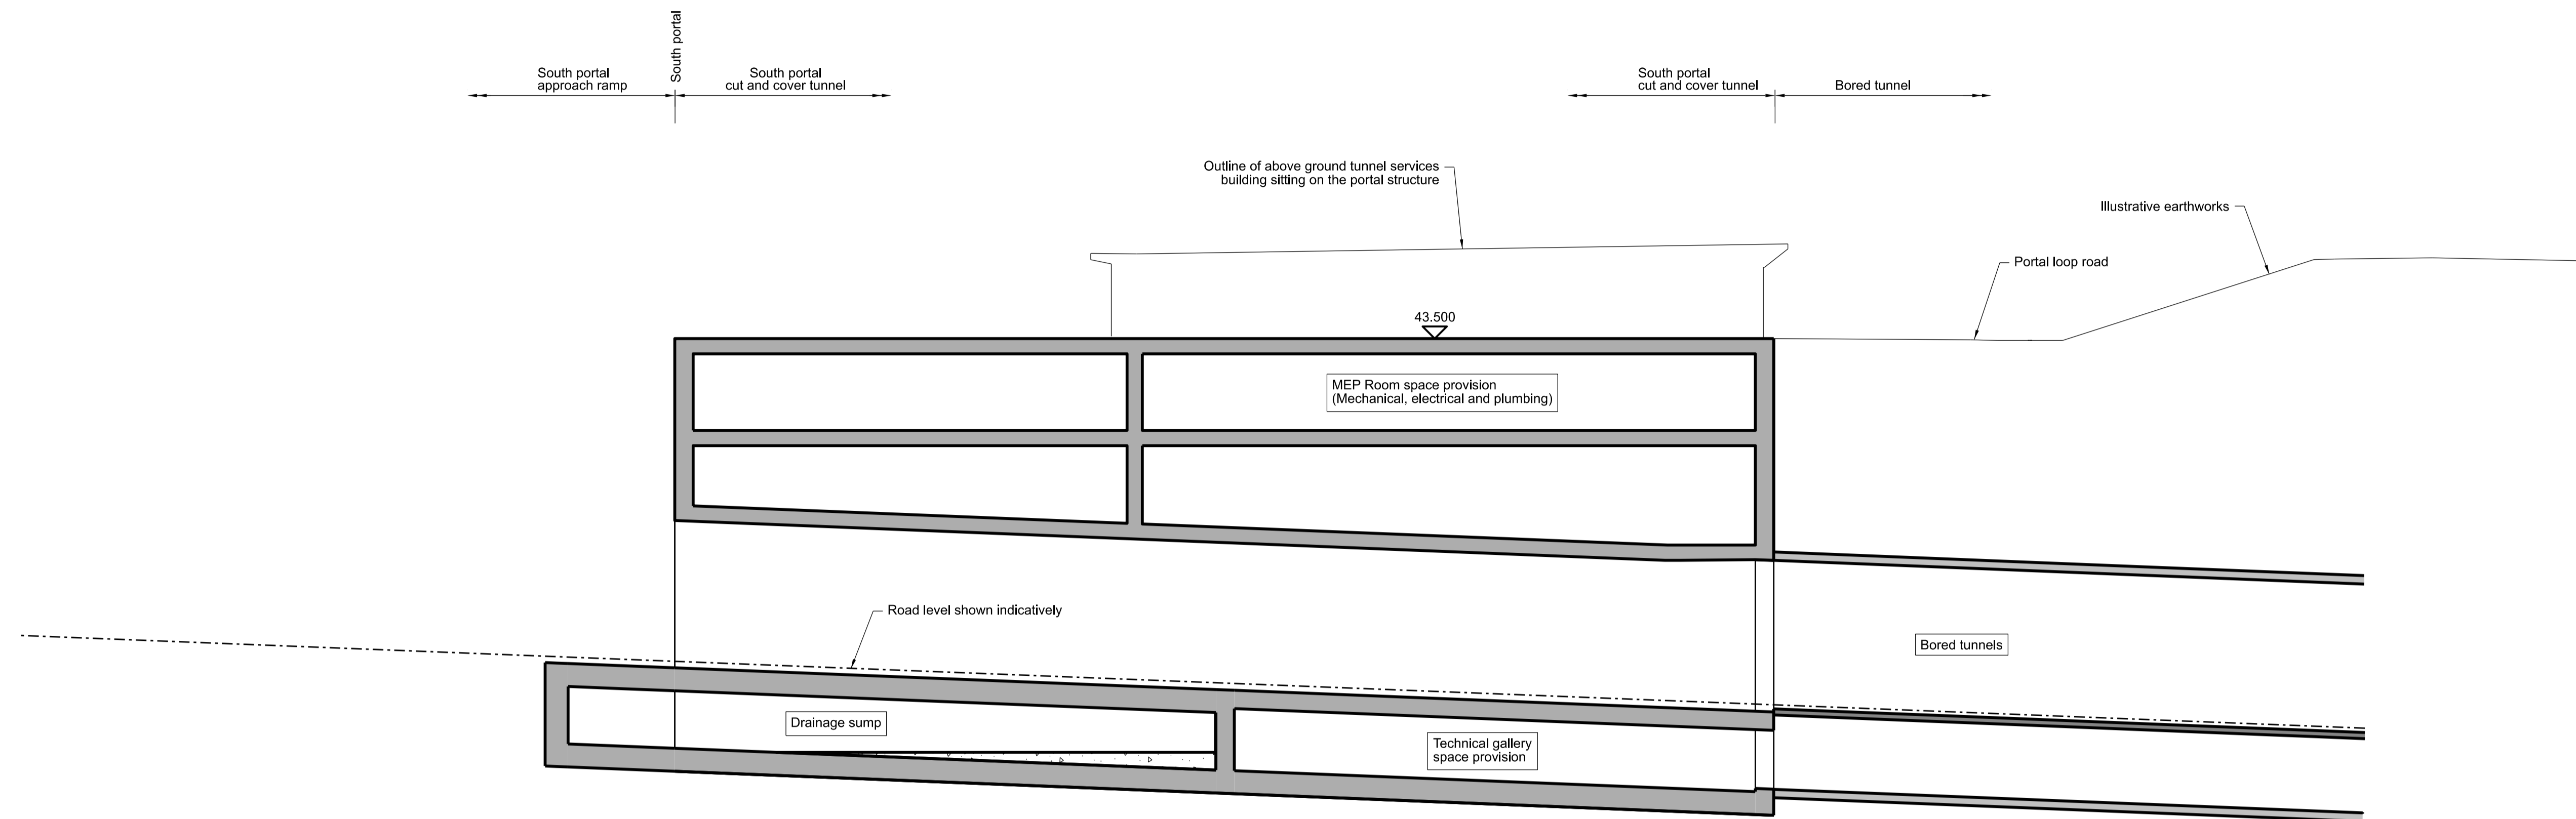 South portal
South portal
approach ramp
South portal
cut and cover tunnel
South portal
cut and cover tunnel
Bored tunnel
Outline of above ground tunnel services
building sitting on the portal structure
Illustrative earthworks
Portal loop road
43.500
MEP Room space provision
(Mechanical, electrical and plumbing)
Road level shown indicatively
Bored tunnels
Drainage sump
Technical gallery
space provision